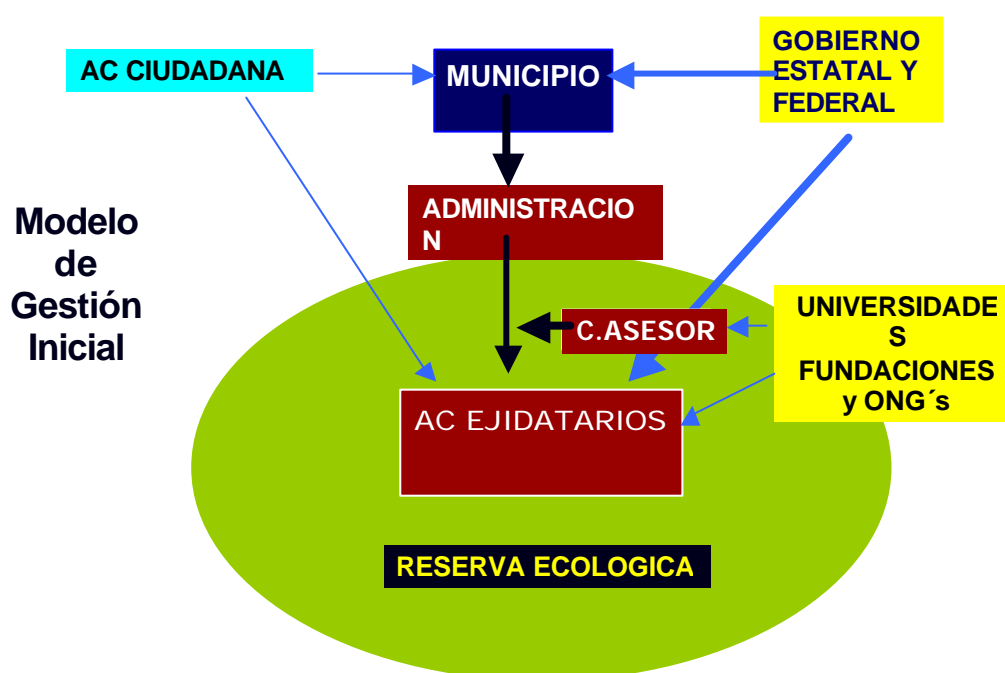 AC CIUDADANA
MUNICIPIO
GOBIERNO
ESTATAL Y
FEDERAL
ADMINISTRACIO
N
Modelo
de
Gestión
Inicial
C.ASESOR
UNIVERSIDADE
S
FUNDACIONES
y ONG´s
AC EJIDATARIOS
RESERVA ECOLOGICA